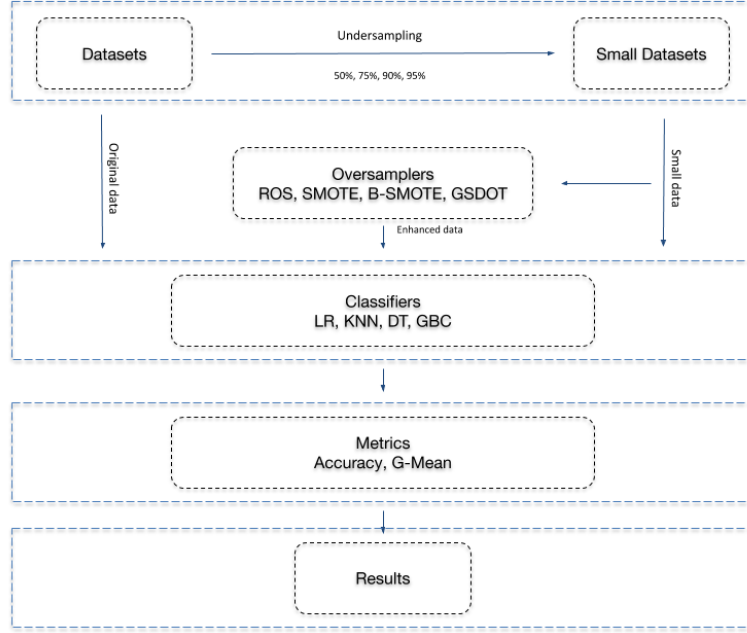 Datasets
Undersampling
50%, 75%, 90%, 95%
Small Datasets
Original data
Oversamplers
ROS, SMOTE, B-SMOTE, GSDOT
Small data
Enhanced data
Classifiers
LR, KNN, DT, GBC
Metrics
Accuracy, G-Mean
Results